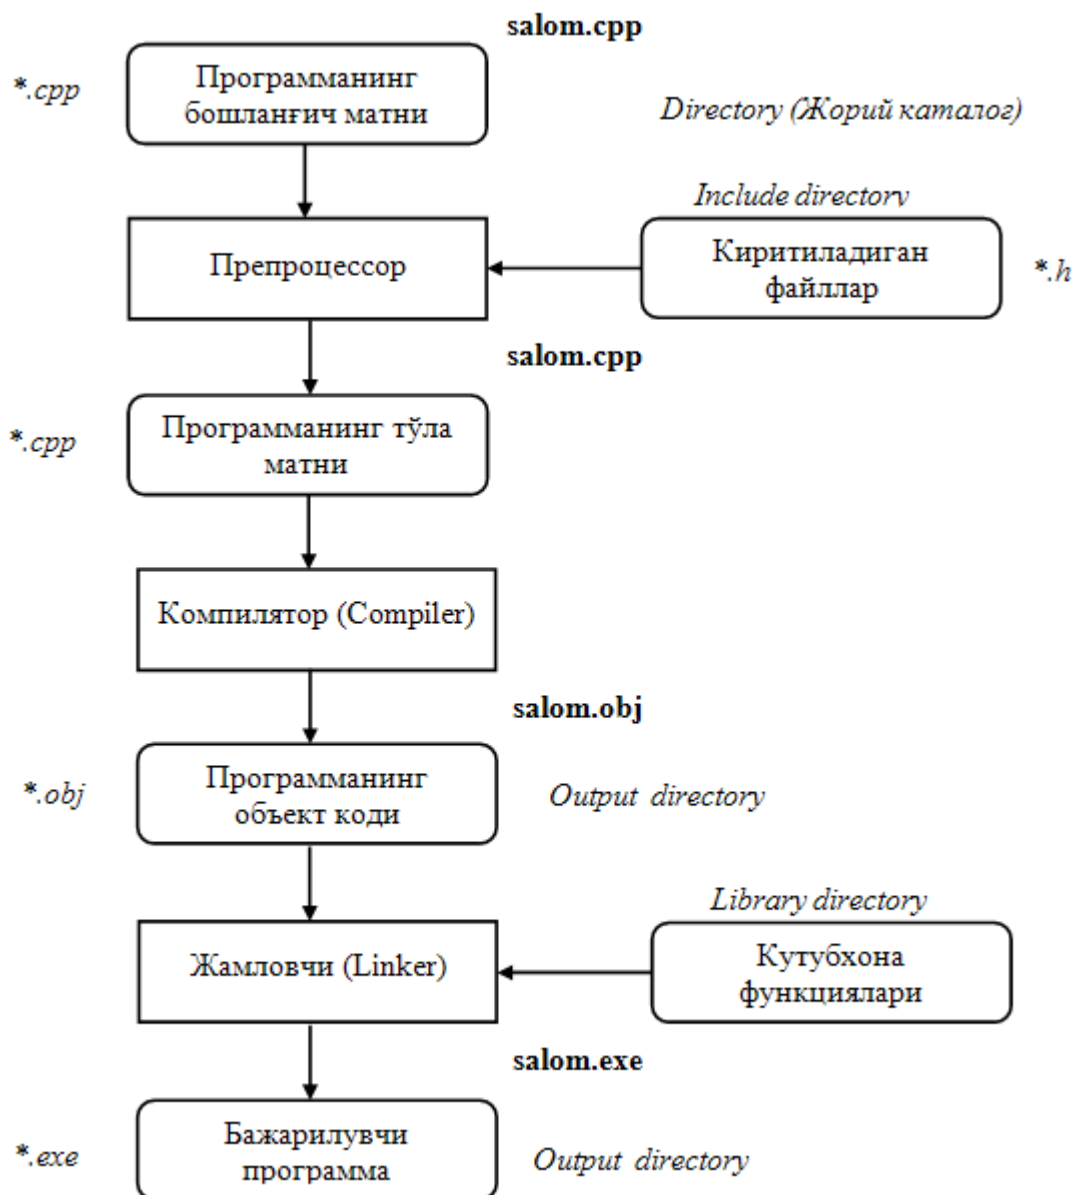 salom.cpp
*.cpp
Программанинг
бошланғич матни
Directory (Жорий каталог)
Include directory
Препроцессор
Киритиладиган
файллар
*.h
salom.cpp
*.cpp
Программанинг тўла
матни
Компилятор (Compiler)
salom.obj
*.obj
Программанинг
объект коди
Output directory
Library directory
Жамловчи (Linker)
Кутубхона
функциялари
salom.exe
*.exe
Бажарилувчи
программа
Output directory